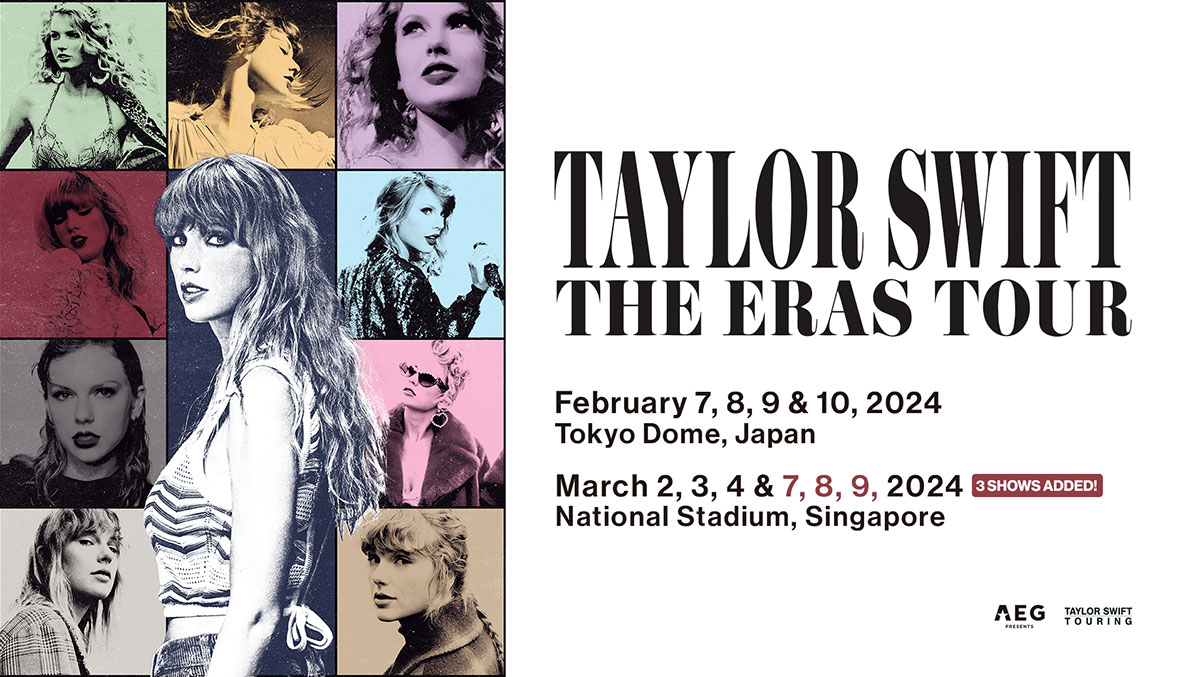 TAYLOR SWIFT
THE ERAS TOUR
February 7, 8, 9 & 10, 2024
Tokyo Dome, Japan
March 2, 3, 4 & 7, 8, 9, 2024 3 SHOWS ADDED!
National Stadium, Singapore
AEG
PRESENTS
TAYLOR SWIFT
TOURING